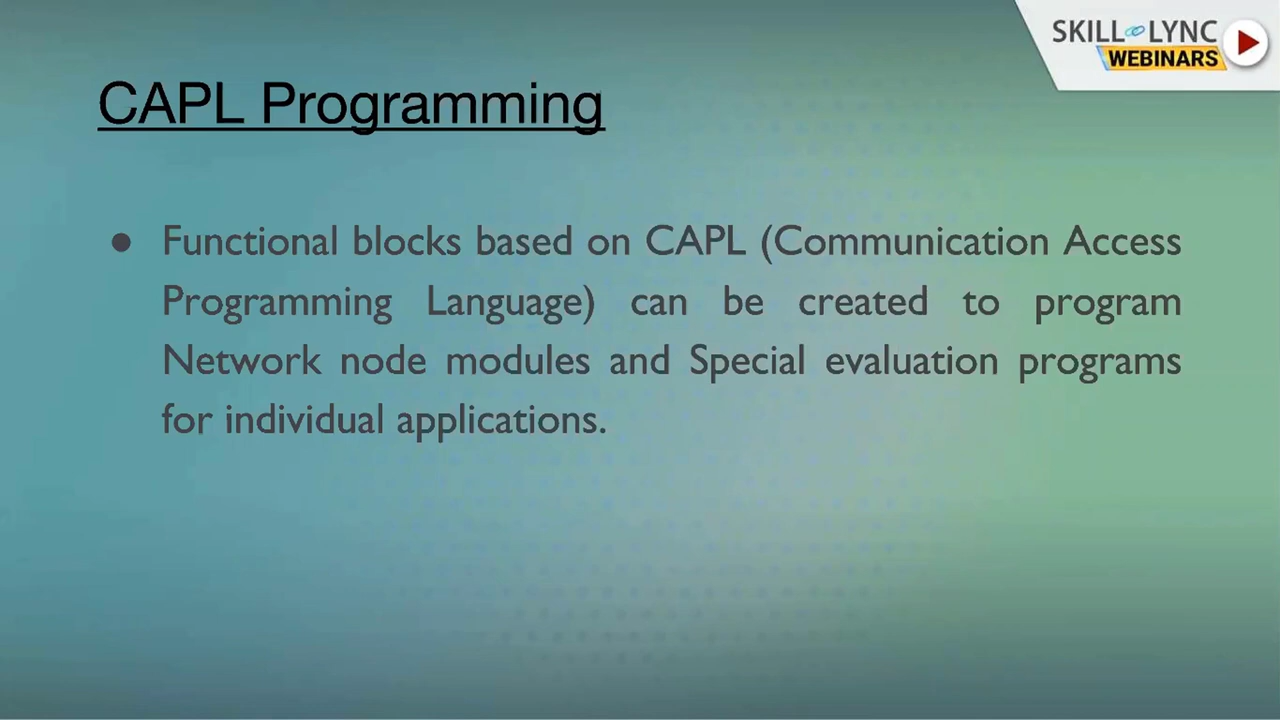 SKILL LYNC
WEBINARS
CAPL Programming
● Functional blocks based on CAPL (Communication Access
Programming Language) can be created to program
Network node modules and Special evaluation programs
for individual applications.